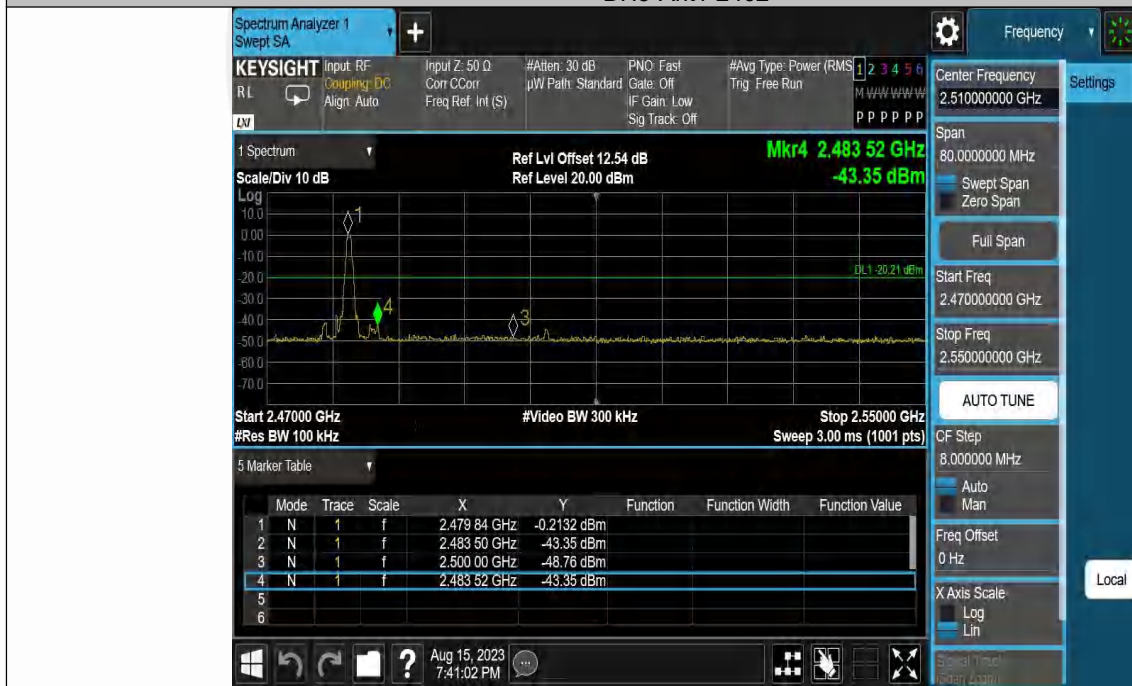 Spectrum Analyzer 1
Swept SA
+
Frequency
KEYSIGHT
RL
LXI
Input: RF
Coupling: DC
Align: Auto
Input Z: 50 Ω
Corr CCorr
Freq Ref: Int (S)
#Atten: 30 dB
µW Path: Standard
PNO: Fast
Gate: Off
IF Gain: Low
Sig Track: Off
#Avg Type: Power (RMS
Trig: Free Run
1 2 3 4 5 6
M W W W W W
P P P P P P
1 Spectrum
Scale/Div 10 dB
Ref Lvl Offset 12.54 dB
Ref Level 20.00 dBm
Mkr4 2.483 52 GHz
-43.35 dBm
Log
10.0
0.00
-10.0
-20.0
-30.0
-40.0
-50.0
-60.0
-70.0
1
4
3
DL1 -20.21 dBm
Start 2.47000 GHz
#Res BW 100 kHz
#Video BW 300 kHz
Stop 2.55000 GHz
Sweep 3.00 ms (1001 pts)
5 Marker Table
Mode Trace Scale X Y Function Function Width Function Value
1 N 1 f 2.479 84 GHz -0.2132 dBm
2 N 1 f 2.483 50 GHz -43.35 dBm
3 N 1 f 2.500 00 GHz -48.76 dBm
4 N 1 f 2.483 52 GHz -43.35 dBm
5
6
Aug 15, 2023
7:41:02 PM
Center Frequency
2.510000000 GHz
Settings
Span
80.0000000 MHz
Swept Span
Zero Span
Full Span
Start Freq
2.470000000 GHz
Stop Freq
2.550000000 GHz
AUTO TUNE
CF Step
8.000000 MHz
Auto
Man
Freq Offset
0 Hz
X Axis Scale
Log
Lin
Local